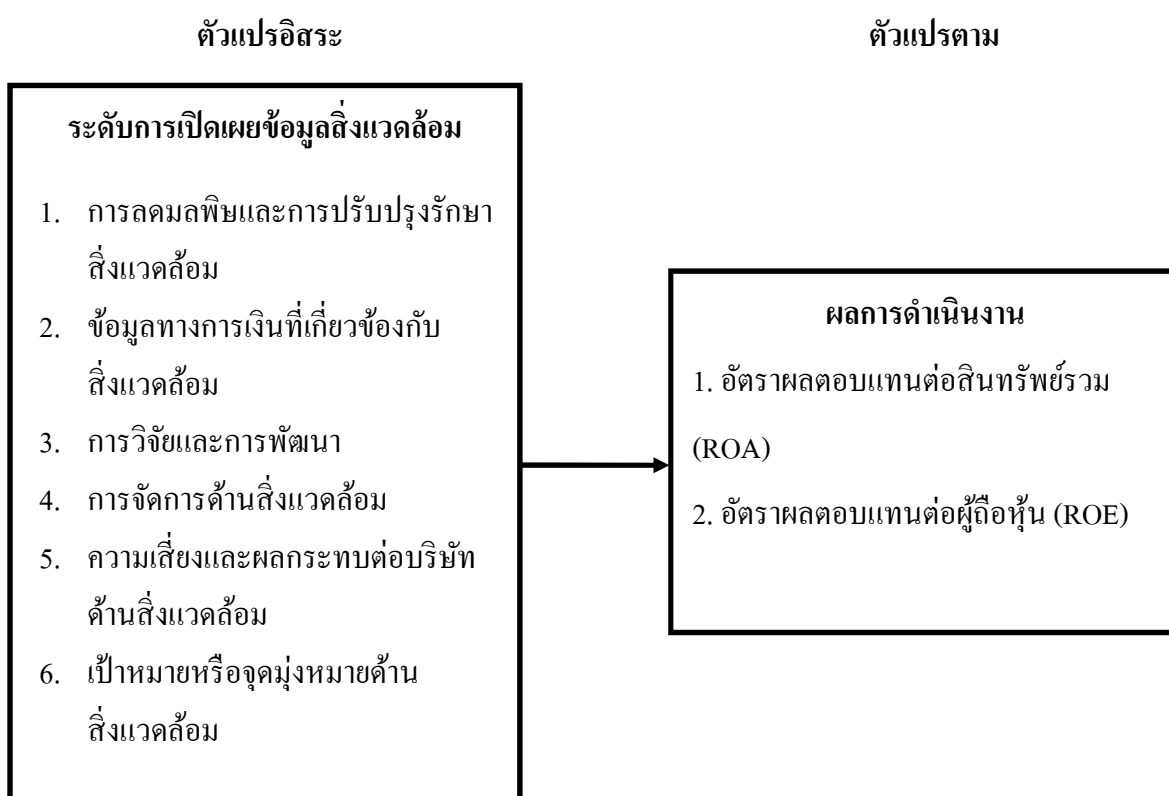 ตัวแปรอิสระ
ตัวแปรตาม
ระดับการเปิดเผยข้อมูลสิ่งแวดล้อม
1. การลดมลพิษและการปรับปรุงรักษา
สิ่งแวดล้อม
2. ข้อมูลทางการเงินที่เกี่ยวข้องกับ
สิ่งแวดล้อม
3. การวิจัยและการพัฒนา
4. การจัดการด้านสิ่งแวดล้อม
5. ความเสี่ยงและผลกระทบต่อบริษัท
ด้านสิ่งแวดล้อม
6. เป้าหมายหรือจุดมุ่งหมายด้าน
สิ่งแวดล้อม
ผลการดำเนินงาน
1. อัตราผลตอบแทนต่อสินทรัพย์รวม
(ROA)
2. อัตราผลตอบแทนต่อผู้ถือหุ้น (ROE)